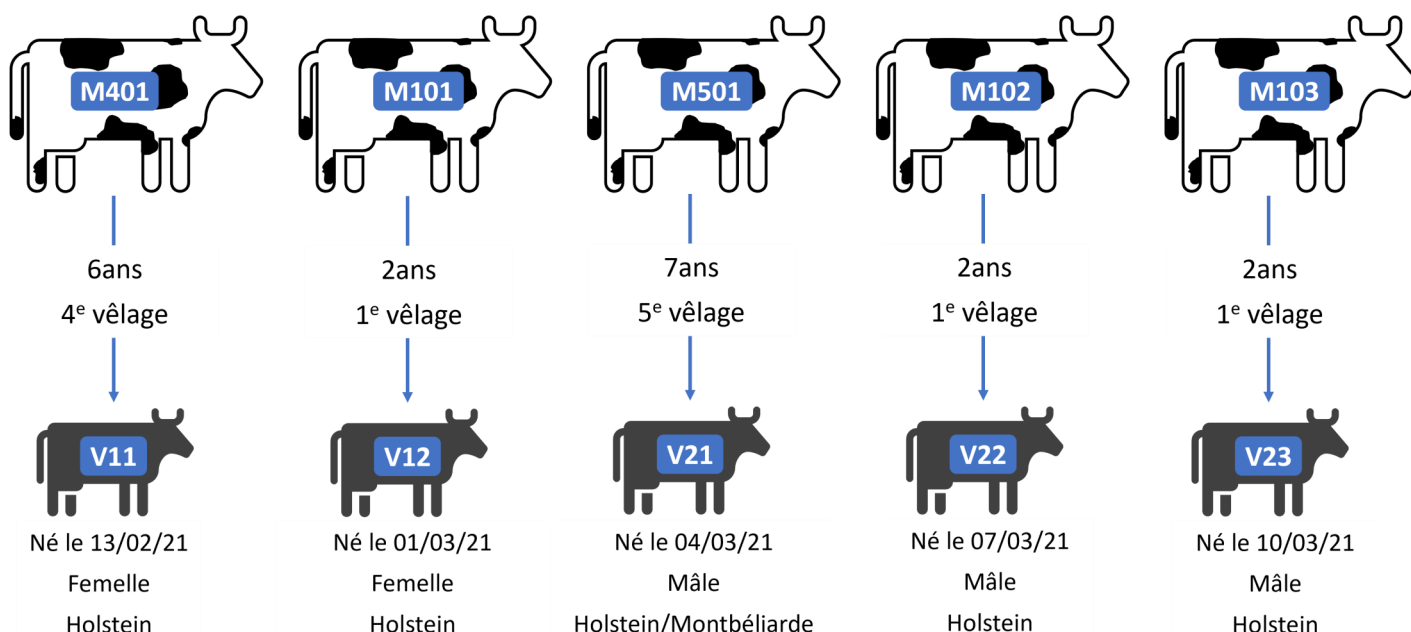 M401 M101 M501 M102 M103
6ans 2ans 7ans 2ans 2ans
4e vêlage 1e vêlage 5e vêlage 1e vêlage 1e vêlage
V11 V12 V21 V22 V23
Né le 13/02/21 Né le 01/03/21 Né le 04/03/21 Né le 07/03/21 Né le 10/03/21
Femelle Femelle Mâle Mâle Mâle
Holstein Holstein Holstein/Montbéliarde Holstein Holstein